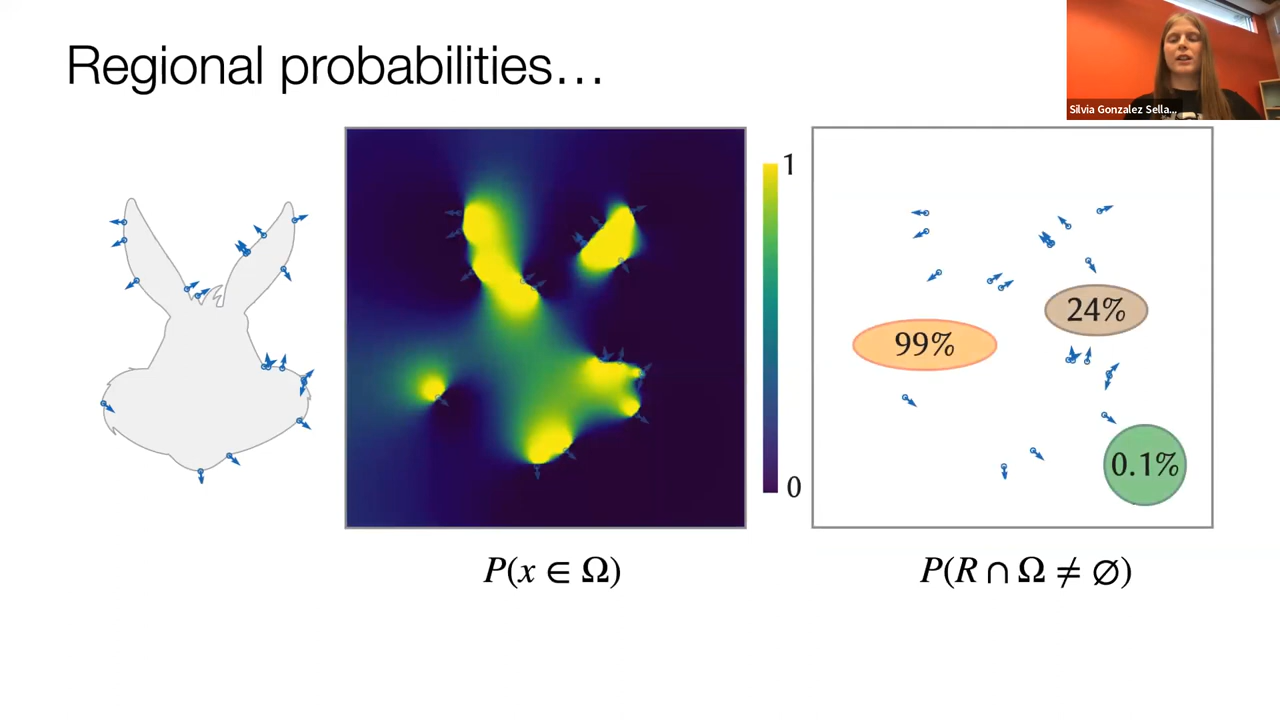 Regional probabilities…
Silvia Gonzalez Sella...
1
0
99%
24%
0.1%
P(x ∈ Ω)
P(R ∩ Ω ≠ ∅)